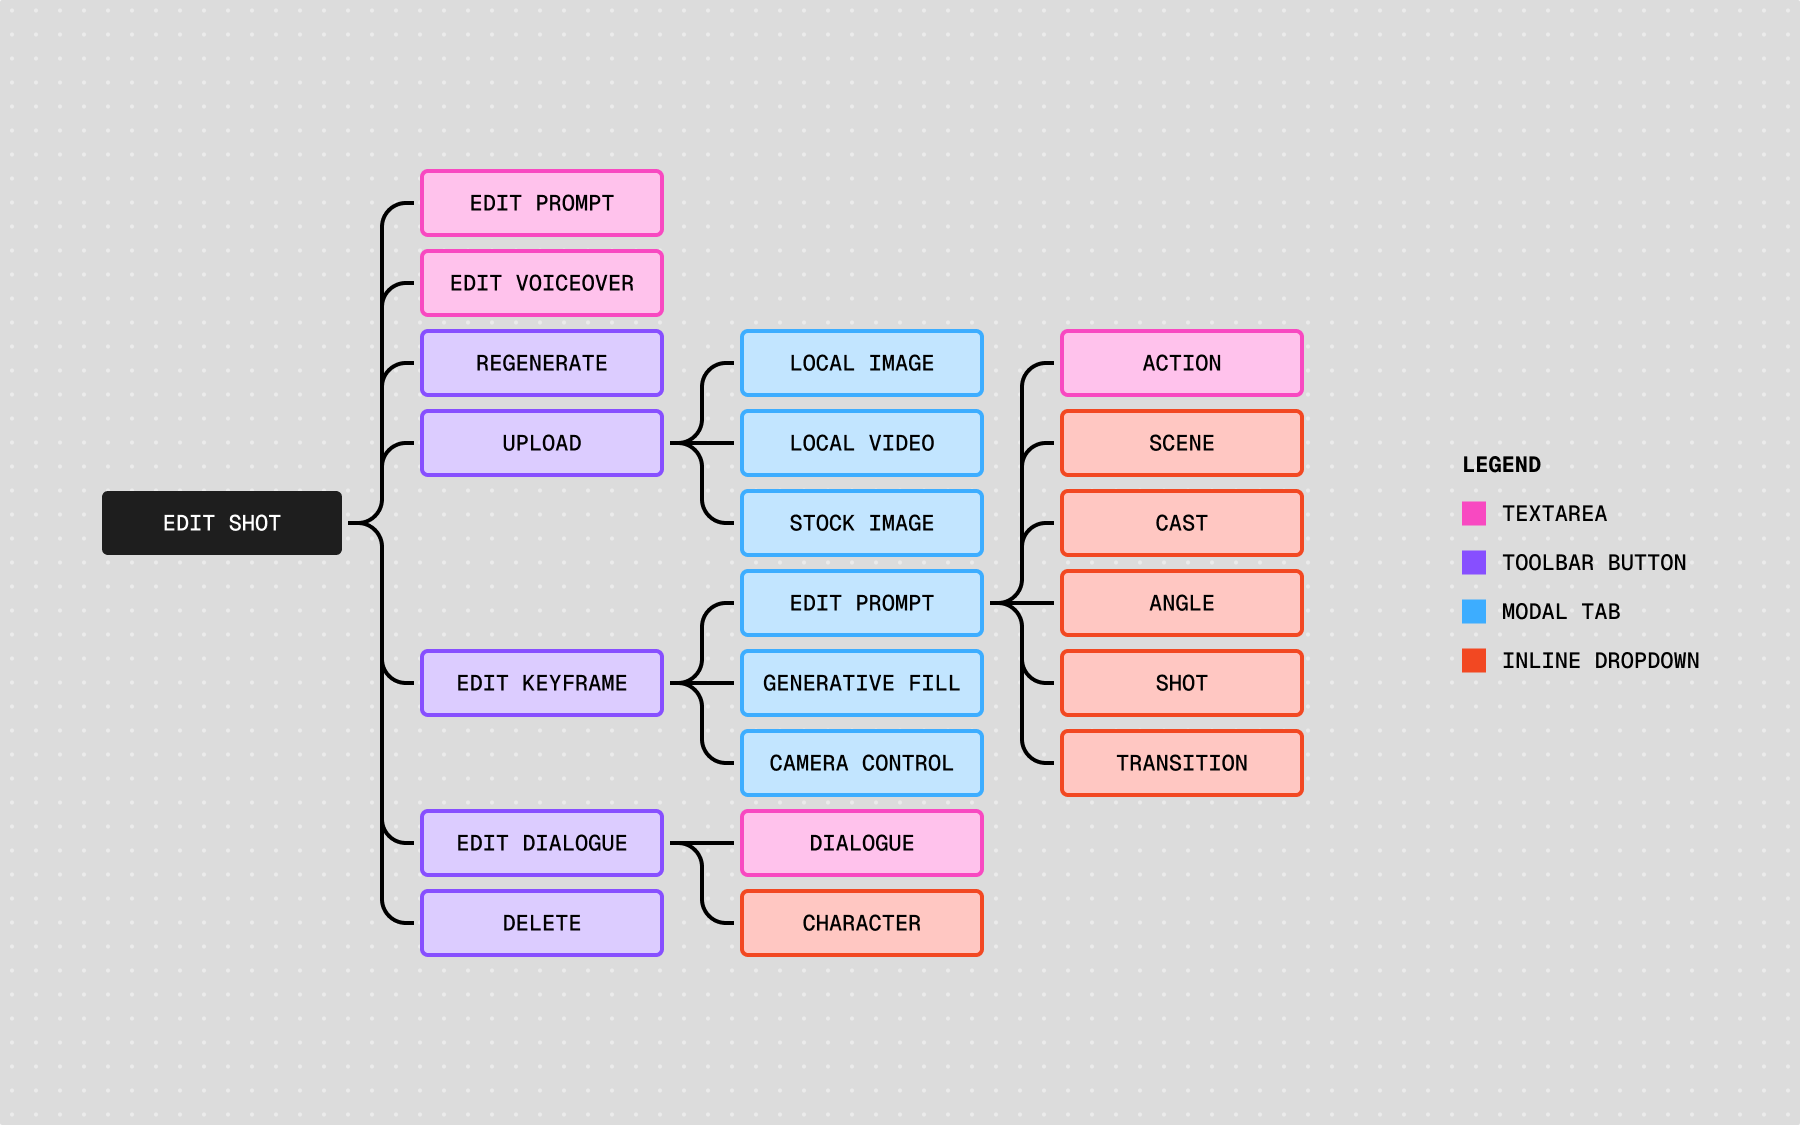 EDIT SHOT
EDIT PROMPT
EDIT VOICEOVER
REGENERATE
UPLOAD
EDIT KEYFRAME
EDIT DIALOGUE
DELETE
LOCAL IMAGE
LOCAL VIDEO
STOCK IMAGE
EDIT PROMPT
GENERATIVE FILL
CAMERA CONTROL
DIALOGUE
CHARACTER
ACTION
SCENE
CAST
ANGLE
SHOT
TRANSITION
LEGEND
TEXTAREA
TOOLBAR BUTTON
MODAL TAB
INLINE DROPDOWN